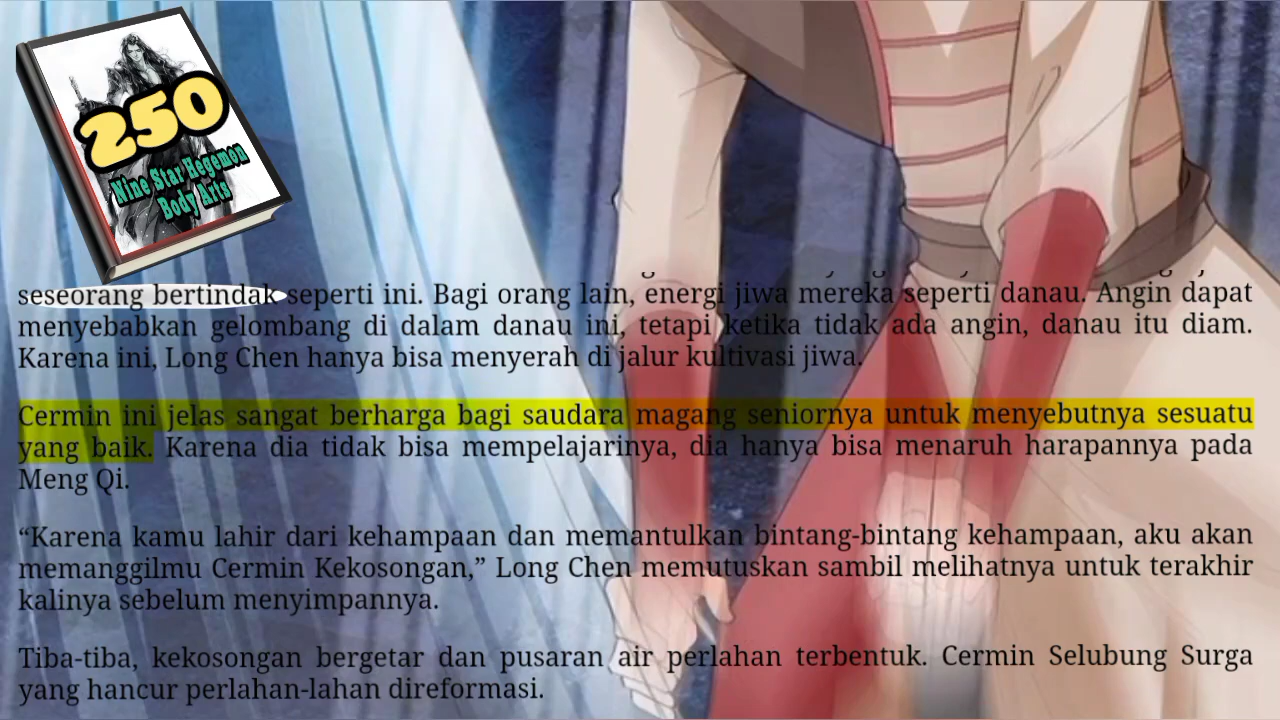 250
Nine Star Hegemon
Body Arts
seseorang bertindak seperti ini. Bagi orang lain, energi jiwa mereka seperti danau. Angin dapat
menyebabkan gelombang di dalam danau ini, tetapi ketika tidak ada angin, danau itu diam.
Karena ini, Long Chen hanya bisa menyerah di jalur kultivasi jiwa.
Cermin ini jelas sangat berharga bagi saudara magang seniornya untuk menyebutnya sesuatu
yang baik. Karena dia tidak bisa mempelajarinya, dia hanya bisa menaruh harapannya pada
Meng Qi.
“Karena kamu lahir dari kehampaan dan memantulkan bintang-bintang kehampaan, aku akan
memanggilmu Cermin Kekosongan,” Long Chen memutuskan sambil melihatnya untuk terakhir
kalinya sebelum menyimpannya.
Tiba-tiba, kekosongan bergetar dan pusaran air perlahan terbentuk. Cermin Selubung Surga
yang hancur perlahan-lahan direformasi.